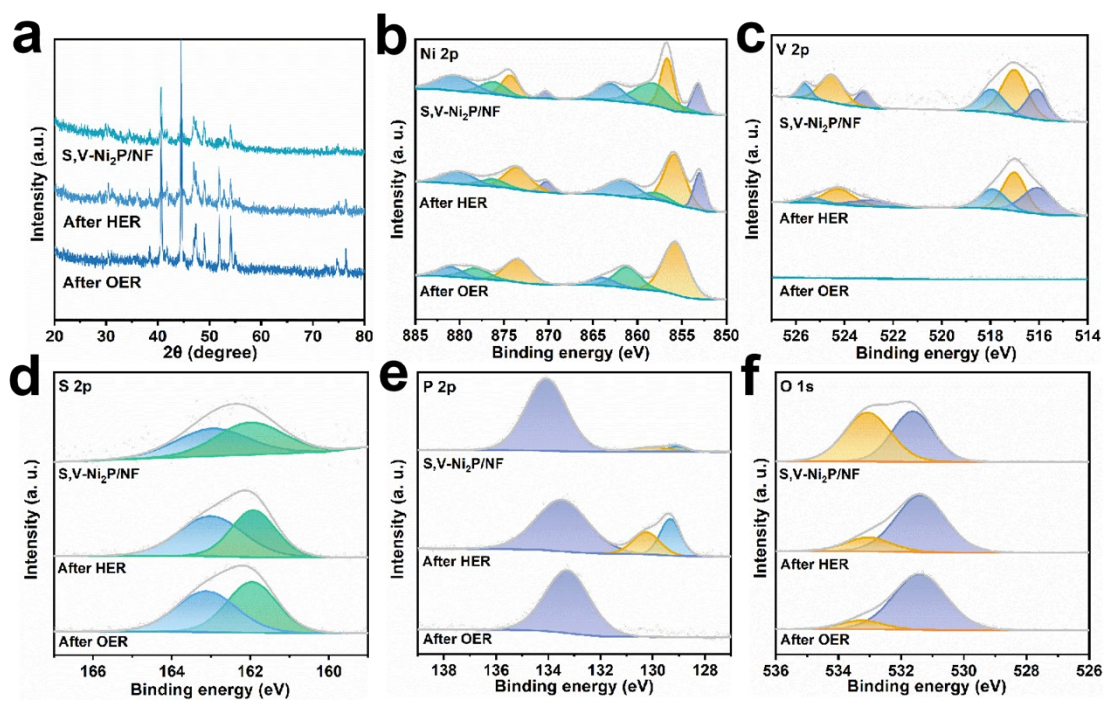 a
Intensity (a.u.)
S,V-Ni₂P/NF
After HER
After OER
20 30 40 50 60 70 80
2θ (degree)
b
Ni 2p
Intensity (a. u.)
S,V-Ni₂P/NF
After HER
After OER
885 880 875 870 865 860 855 850
Binding energy (eV)
c
V 2p
Intensity (a. u.)
S,V-Ni₂P/NF
After HER
After OER
526 524 522 520 518 516 514
Binding energy (eV)
d
S 2p
Intensity (a. u.)
S,V-Ni₂P/NF
After HER
After OER
166 164 162 160
Binding energy (eV)
e
P 2p
Intensity (a. u.)
S,V-Ni₂P/NF
After HER
After OER
140 138 136 134 132 130 128
Binding energy (eV)
f
O 1s
Intensity (a. u.)
S,V-Ni₂P/NF
After HER
After OER
536 534 532 530 528 526
Binding energy (eV)